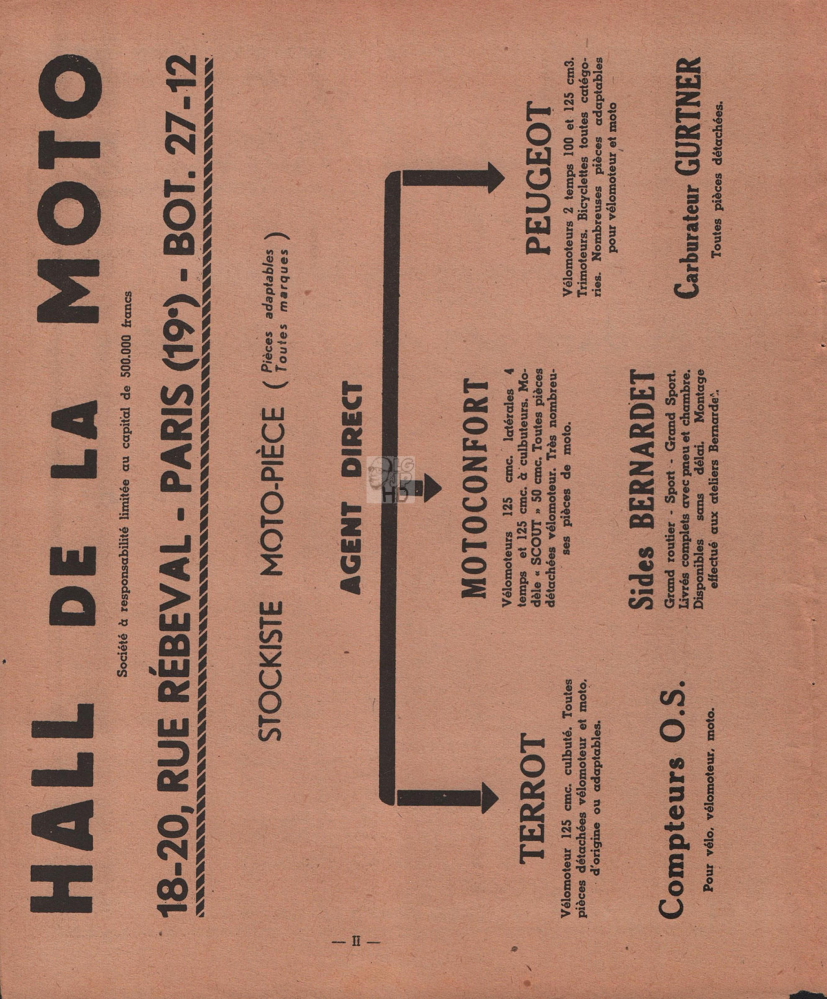 HALL DE LA MOTO
Société à responsabilité limitée au capital de 500.000 francs
18-20, RUE RÉBEVAL - PARIS (19e) - BOT. 27-12
STOCKISTE MOTO-PIÈCE ( Pièces adaptables
Toutes marques )
AGENT DIRECT
TERROT
Vélomoteur 125 cmc. culbuté. Toutes
pièces détachées vélomoteur et moto,
d'origine ou adaptables.
MOTOCONFORT
Vélomoteurs 125 cmc. latérales 4
temps et 125 cmc. à culbuteurs. Mo-
dèle « SCOUT » 50 cmc. Toutes pièces
détachées vélomoteur. Très nombreu-
ses pièces de moto.
PEUGEOT
Vélomoteurs 2 temps 100 et 125 cm3.
Trimoteurs. Bicyclettes toutes catégo-
ries. Nombreuses pièces adaptables
pour vélomoteur et moto
Compteurs O.S.
Pour vélo, vélomoteur, moto.
Sides BERNARDET
Grand routier - Sport - Grand Sport.
Livrés complets avec pneu et chambre.
Disponibles sans délai. Montage
effectué aux ateliers Bernardet.
Carburateur GURTNER
Toutes pièces détachées.
— II —